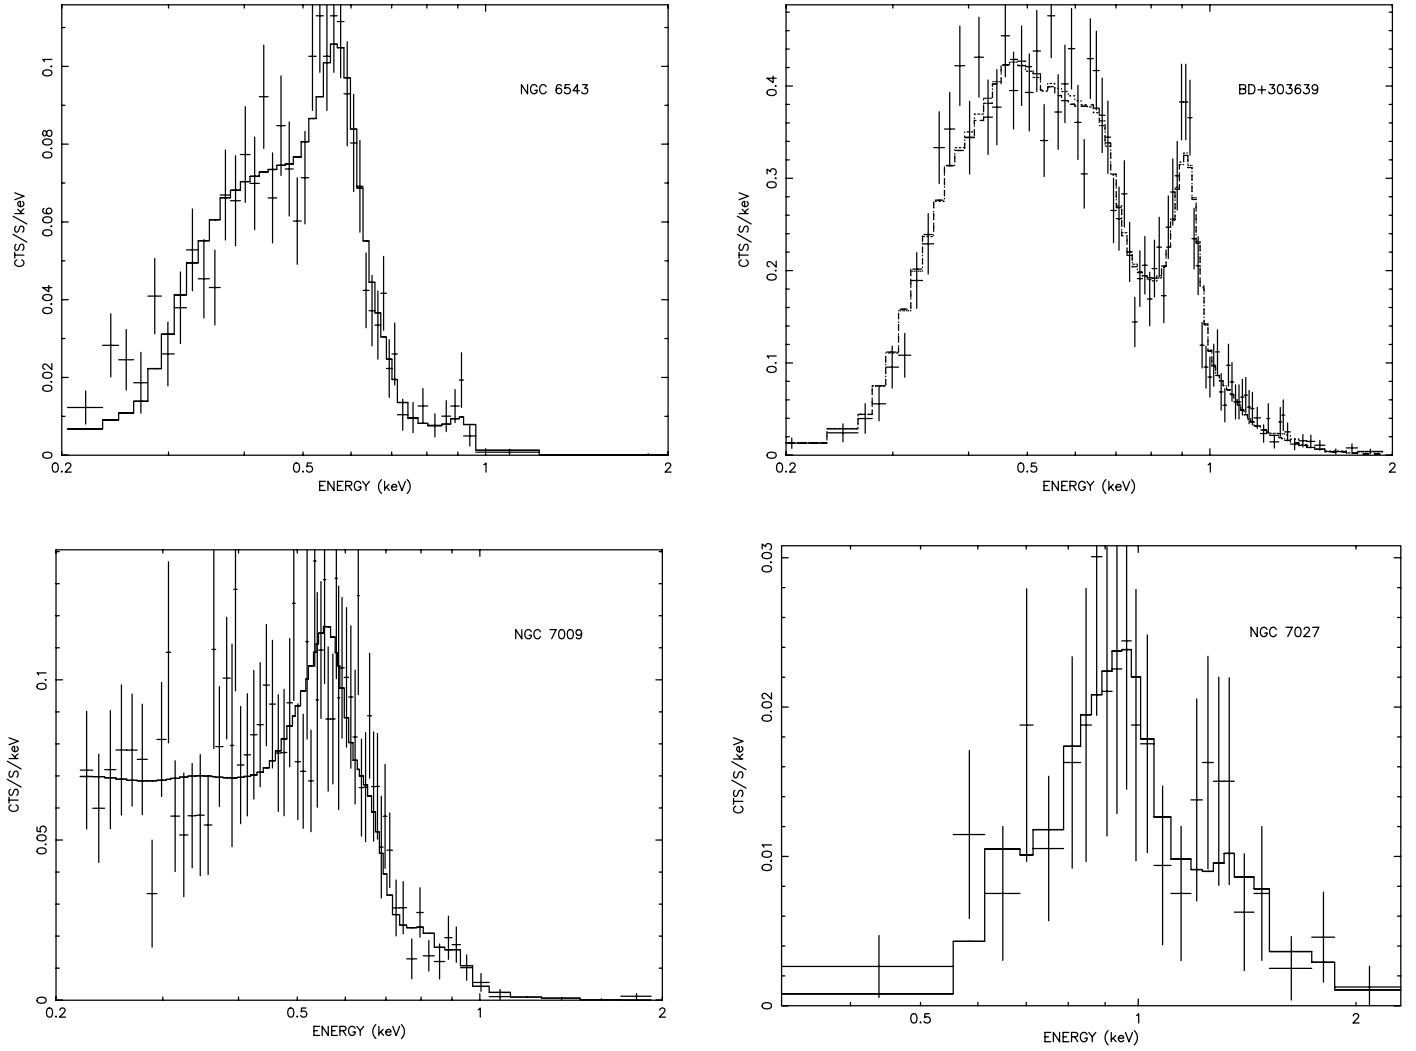 NGC 6543
CTS/S/keV
0 0.02 0.04 0.06 0.08 0.1
0.2 0.5 1 2
ENERGY (keV)
BD+303639
CTS/S/keV
0 0.1 0.2 0.3 0.4
0.2 0.5 1 2
ENERGY (keV)
NGC 7009
CTS/S/keV
0 0.05 0.1
0.2 0.5 1 2
ENERGY (keV)
NGC 7027
CTS/S/keV
0 0.01 0.02 0.03
0.5 1 2
ENERGY (keV)